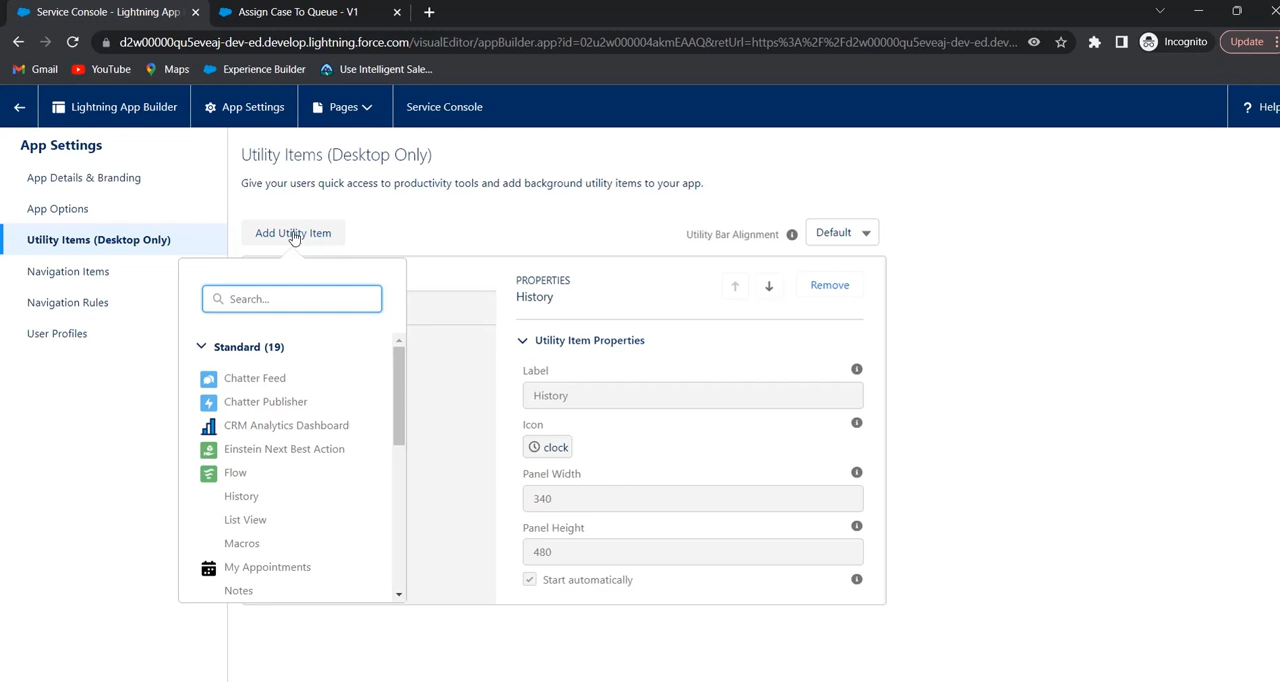 Service Console - Lightning App
Assign Case To Queue - V1
d2w00000qu5eveaj-dev-ed.develop.lightning.force.com/visualEditor/appBuilder.app?id=02u2w000004akmEAAQ&retUrl=https%3A%2F%2Fd2w00000qu5eveaj-dev-ed.dev...
Incognito
Update
Gmail
YouTube
Maps
Experience Builder
Use Intelligent Sale...
Lightning App Builder
App Settings
Pages
Service Console
? Help
App Settings
App Details & Branding
App Options
Utility Items (Desktop Only)
Navigation Items
Navigation Rules
User Profiles
Utility Items (Desktop Only)
Give your users quick access to productivity tools and add background utility items to your app.
Add Utility Item
Utility Bar Alignment
Default
Search...
Standard (19)
Chatter Feed
Chatter Publisher
CRM Analytics Dashboard
Einstein Next Best Action
Flow
History
List View
Macros
My Appointments
Notes
PROPERTIES
History
Remove
Utility Item Properties
Label
History
Icon
clock
Panel Width
340
Panel Height
480
Start automatically